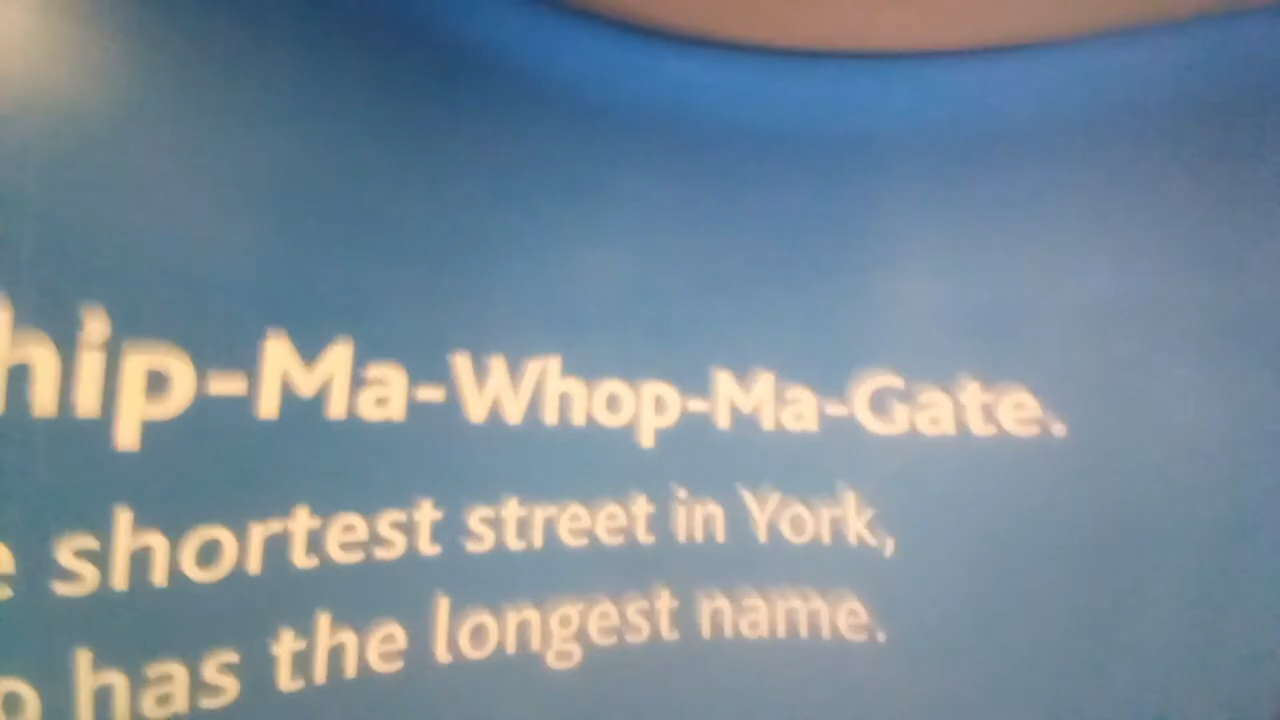 hip-Ma-Whop-Ma-Gate.
shortest street in York,
has the longest name.